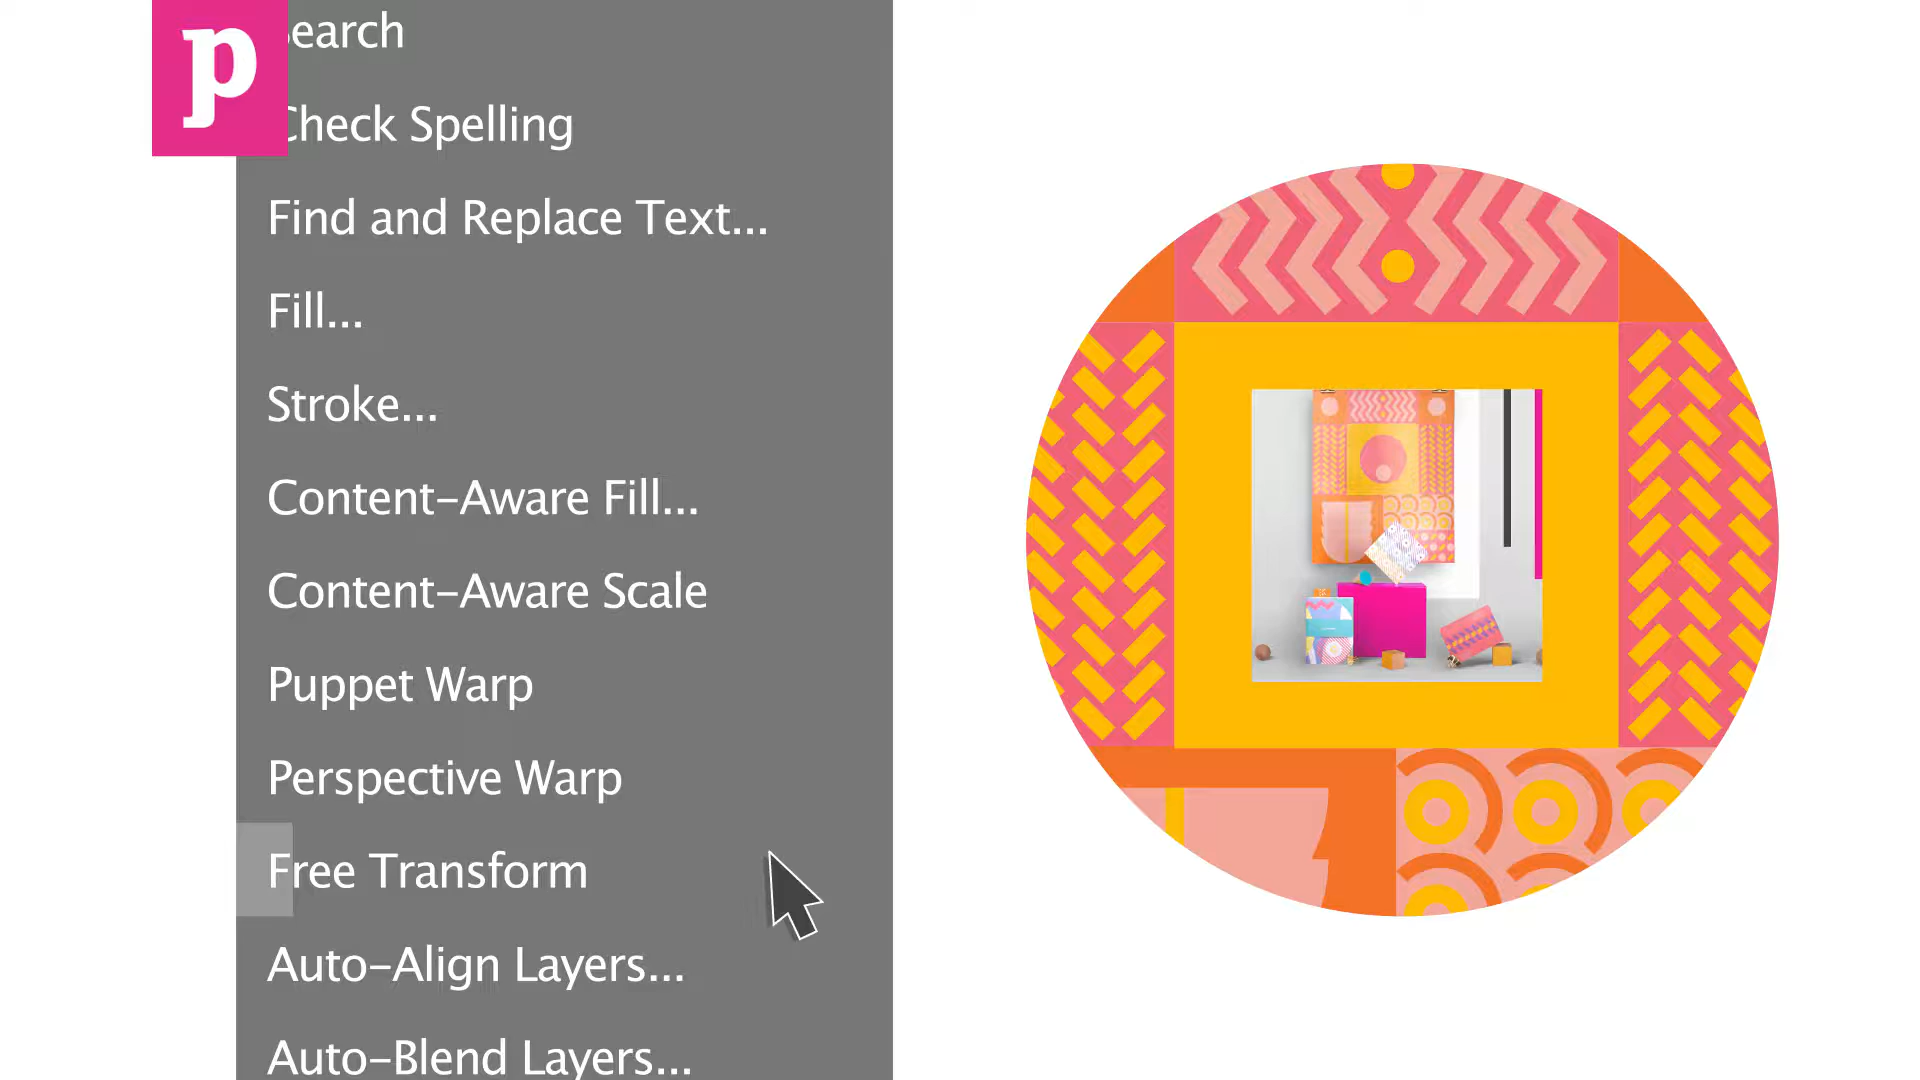 p
Search
Check Spelling
Find and Replace Text...
Fill...
Stroke...
Content-Aware Fill...
Content-Aware Scale
Puppet Warp
Perspective Warp
Free Transform
Auto-Align Layers...
Auto-Blend Layers...